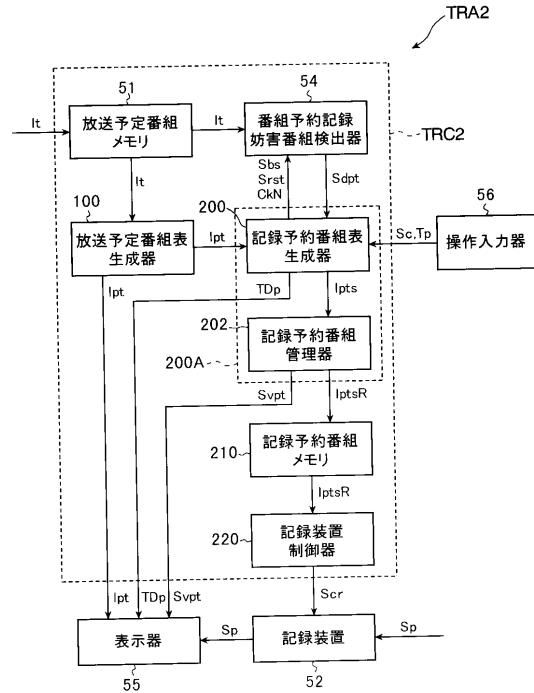 TRA2
51
54
TRC2
It
放送予定番組
メモリ
It
番組予約記録
妨害番組検出器
It
Sbs
Srst
CkN
Sdpt
100
200
56
放送予定番組表
生成器
Ipt
記録予約番組表
生成器
Sc,Tp
操作入力器
Ipt
TDp
Ipts
202
記録予約番組
管理器
200A
Svpt
IptsR
210
記録予約番組
メモリ
IptsR
220
記録装置
制御器
Ipt
TDp
Svpt
Scr
表示器
Sp
記録装置
Sp
55
52